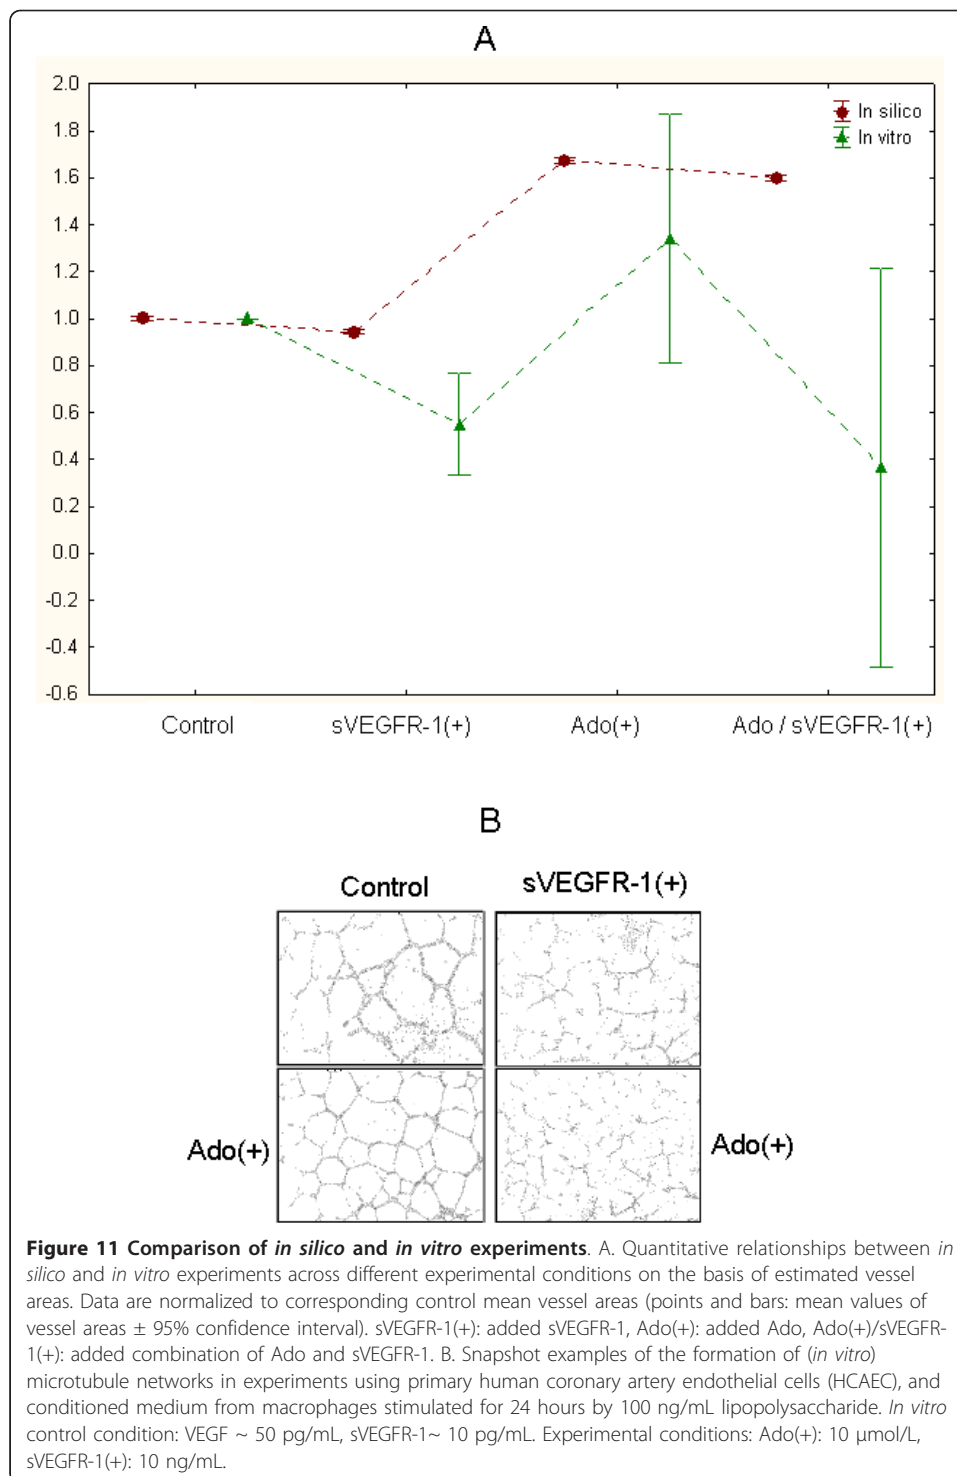 A
2.0
1.8
1.6
1.4
1.2
1.0
0.8
0.6
0.4
0.2
0.0
-0.2
-0.4
-0.6
In silico
In vitro
Control sVEGFR-1(+) Ado(+) Ado / sVEGFR-1(+)
B
Control sVEGFR-1(+)
Ado(+) Ado(+)
Figure 11 Comparison of in silico and in vitro experiments. A. Quantitative relationships between in
silico and in vitro experiments across different experimental conditions on the basis of estimated vessel
areas. Data are normalized to corresponding control mean vessel areas (points and bars: mean values of
vessel areas ± 95% confidence interval). sVEGFR-1(+): added sVEGFR-1, Ado(+): added Ado, Ado(+)/sVEGFR-
1(+): added combination of Ado and sVEGFR-1. B. Snapshot examples of the formation of (in vitro)
microtubule networks in experiments using primary human coronary artery endothelial cells (HCAEC), and
conditioned medium from macrophages stimulated for 24 hours by 100 ng/mL lipopolysaccharide. In vitro
control condition: VEGF ~ 50 pg/mL, sVEGFR-1~ 10 pg/mL. Experimental conditions: Ado(+): 10 μmol/L,
sVEGFR-1(+): 10 ng/mL.